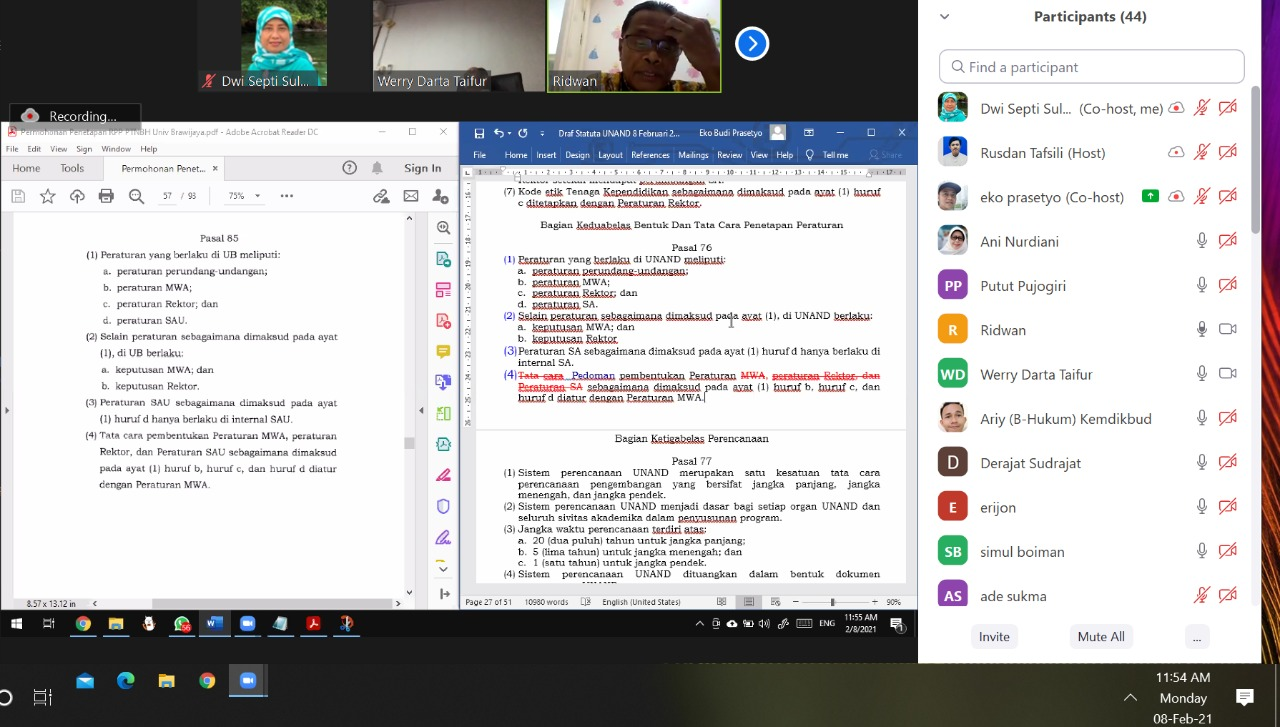 Dwi Septi Sul...
Werry Darta Taifur
Ridwan
Recording...
Permohonan Penetapan RPP PTNBH Univ Brawijaya.pdf - Adobe Acrobat Reader DC
File Edit View Sign Window Help
Home Tools Permohonan Penet... × Sign In
57 / 93 75%
Pasal 85
(1) Peraturan yang berlaku di UB meliputi:
a. peraturan perundang-undangan;
b. peraturan MWA;
c. peraturan Rektor; dan
d. peraturan SAU.
(2) Selain peraturan sebagaimana dimaksud pada ayat
(1), di UB berlaku:
a. keputusan MWA; dan
b. keputusan Rektor.
(3) Peraturan SAU sebagaimana dimaksud pada ayat
(1) huruf d hanya berlaku di internal SAU.
(4) Tata cara pembentukan Peraturan MWA, peraturan
Rektor, dan Peraturan SAU sebagaimana dimaksud
pada ayat (1) huruf b, huruf c, dan huruf d diatur
dengan Peraturan MWA.
8.57 x 13.12 in
Draf Statuta UNAND 8 Februari 2... Eko Budi Prasetyo
File Home Insert Design Layout References Mailings Review View Help Tell me Share
(7) Kode etik Tenaga Kependidikan sebagaimana dimaksud pada ayat (1) huruf
c ditetapkan dengan Peraturan Rektor.
Bagian Keduabelas Bentuk Dan Tata Cara Penetapan Peraturan
Pasal 76
(1) Peraturan yang berlaku di UNAND meliputi:
a. peraturan perundang-undangan;
b. peraturan MWA;
c. peraturan Rektor; dan
d. peraturan SA.
(2) Selain peraturan sebagaimana dimaksud pada ayat (1), di UNAND berlaku:
a. keputusan MWA; dan
b. keputusan Rektor
(3) Peraturan SA sebagaimana dimaksud pada ayat (1) huruf d hanya berlaku di
internal SA.
(4) Tata cara Pedoman pembentukan Peraturan MWA, peraturan Rektor, dan
Peraturan SA sebagaimana dimaksud pada ayat (1) huruf b, huruf c, dan
huruf d diatur dengan Peraturan MWA.
Bagian Ketigabelas Perencanaan
Pasal 77
(1) Sistem perencanaan UNAND merupakan satu kesatuan tata cara
perencanaan pengembangan yang bersifat jangka panjang, jangka
menengah, dan jangka pendek.
(2) Sistem perencanaan UNAND menjadi dasar bagi setiap organ UNAND dan
seluruh sivitas akademika dalam penyusunan program.
(3) Jangka waktu perencanaan terdiri atas:
a. 20 (dua puluh) tahun untuk jangka panjang;
b. 5 (lima tahun) untuk jangka menengah; dan
c. 1 (satu tahun) untuk jangka pendek.
(4) Sistem perencanaan UNAND dituangkan dalam bentuk dokumen
Page 27 of 51 10980 words English (United States) 90%
56
ENG 11:55 AM
2/8/2021
1
Participants (44)
Find a participant
Dwi Septi Sul... (Co-host, me)
Rusdan Tafsili (Host)
eko prasetyo (Co-host)
Ani Nurdiani
PP Putut Pujogiri
R Ridwan
WD Werry Darta Taifur
Ariy (B-Hukum) Kemdikbud
D Derajat Sudrajat
E erijon
SB simul boiman
AS ade sukma
Invite Mute All ...
11:54 AM
Monday
08-Feb-21